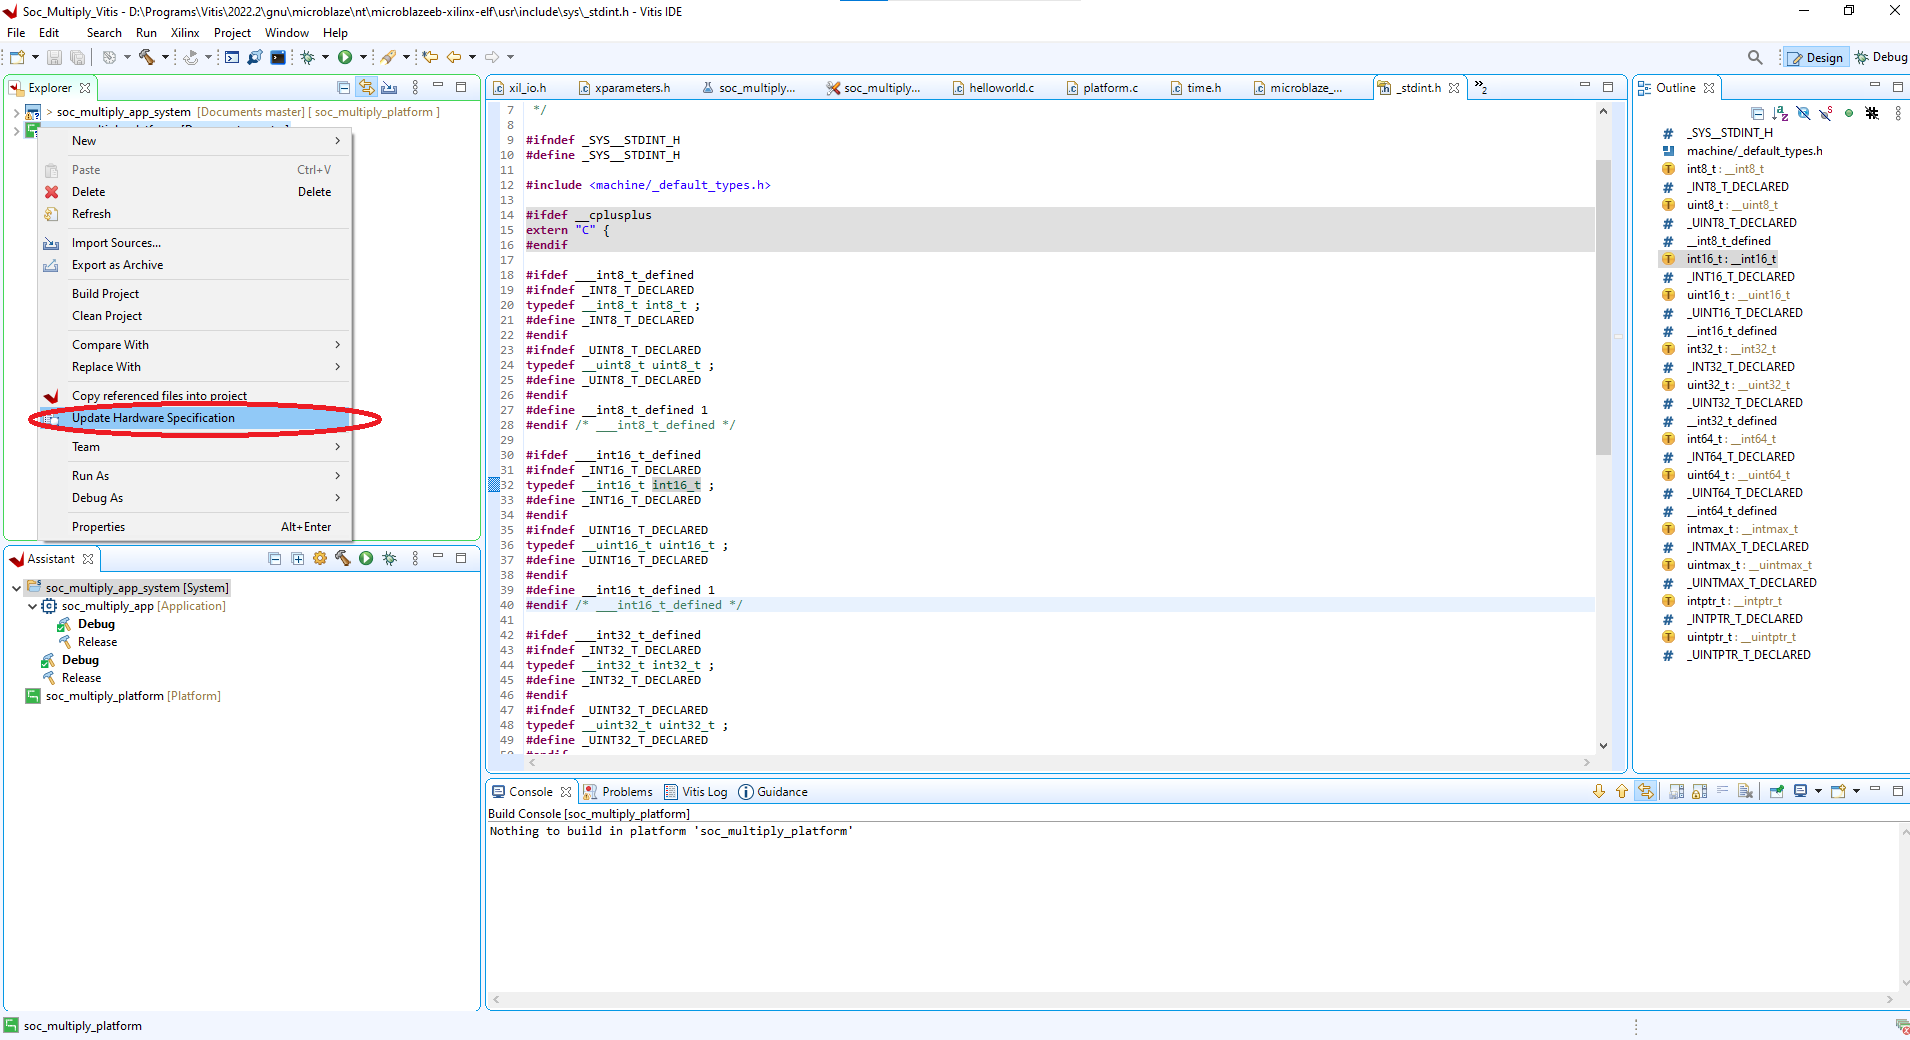 Soc_Multiply_Vitis - D:\Programs\Vitis\2022.2\gnu\microblaze\nt\microblazeeb-xilinx-elf\usr\include\sys\_stdint.h - Vitis IDE
File Edit Search Run Xilinx Project Window Help
Design Debug
Explorer
> soc_multiply_app_system [Documents master] [ soc_multiply_platform ]
New
Paste Ctrl+V
Delete Delete
Refresh
Import Sources...
Export as Archive
Build Project
Clean Project
Compare With
Replace With
Copy referenced files into project
Update Hardware Specification
Team
Run As
Debug As
Properties Alt+Enter
Assistant
soc_multiply_app_system [System]
soc_multiply_app [Application]
Debug
Release
Debug
Release
soc_multiply_platform [Platform]
xil_io.h xparameters.h soc_multiply... soc_multiply... helloworld.c platform.c time.h microblaze_... _stdint.h »2
7 */
8
9 #ifndef _SYS__STDINT_H
10 #define _SYS__STDINT_H
11
12 #include <machine/_default_types.h>
13
14 #ifdef __cplusplus
15 extern "C" {
16 #endif
17
18 #ifdef ___int8_t_defined
19 #ifndef _INT8_T_DECLARED
20 typedef __int8_t int8_t ;
21 #define _INT8_T_DECLARED
22 #endif
23 #ifndef _UINT8_T_DECLARED
24 typedef __uint8_t uint8_t ;
25 #define _UINT8_T_DECLARED
26 #endif
27 #define __int8_t_defined 1
28 #endif /* ___int8_t_defined */
29
30 #ifdef ___int16_t_defined
31 #ifndef _INT16_T_DECLARED
32 typedef __int16_t int16_t ;
33 #define _INT16_T_DECLARED
34 #endif
35 #ifndef _UINT16_T_DECLARED
36 typedef __uint16_t uint16_t ;
37 #define _UINT16_T_DECLARED
38 #endif
39 #define __int16_t_defined 1
40 #endif /* ___int16_t_defined */
41
42 #ifdef ___int32_t_defined
43 #ifndef _INT32_T_DECLARED
44 typedef __int32_t int32_t ;
45 #define _INT32_T_DECLARED
46 #endif
47 #ifndef _UINT32_T_DECLARED
48 typedef __uint32_t uint32_t ;
49 #define _UINT32_T_DECLARED
Outline
_SYS__STDINT_H
machine/_default_types.h
int8_t : __int8_t
_INT8_T_DECLARED
uint8_t : __uint8_t
_UINT8_T_DECLARED
__int8_t_defined
int16_t : __int16_t
_INT16_T_DECLARED
uint16_t : __uint16_t
_UINT16_T_DECLARED
__int16_t_defined
int32_t : __int32_t
_INT32_T_DECLARED
uint32_t : __uint32_t
_UINT32_T_DECLARED
__int32_t_defined
int64_t : __int64_t
_INT64_T_DECLARED
uint64_t : __uint64_t
_UINT64_T_DECLARED
__int64_t_defined
intmax_t : __intmax_t
_INTMAX_T_DECLARED
uintmax_t : __uintmax_t
_UINTMAX_T_DECLARED
intptr_t : __intptr_t
_INTPTR_T_DECLARED
uintptr_t : __uintptr_t
_UINTPTR_T_DECLARED
Console Problems Vitis Log Guidance
Build Console [soc_multiply_platform]
Nothing to build in platform 'soc_multiply_platform'
soc_multiply_platform